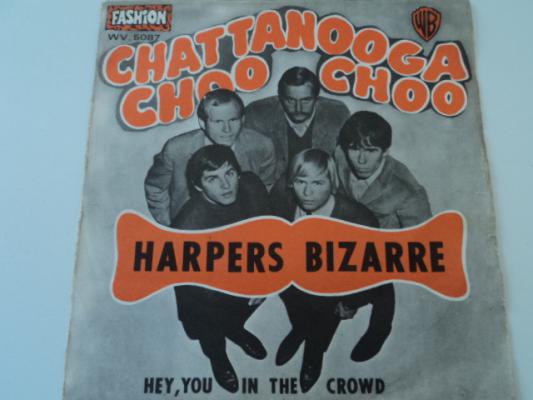 FASHION
WV. 5087
WB
CHATTANOOGA
CHOO CHOO
HARPERS BIZARRE
HEY, YOU IN THE CROWD